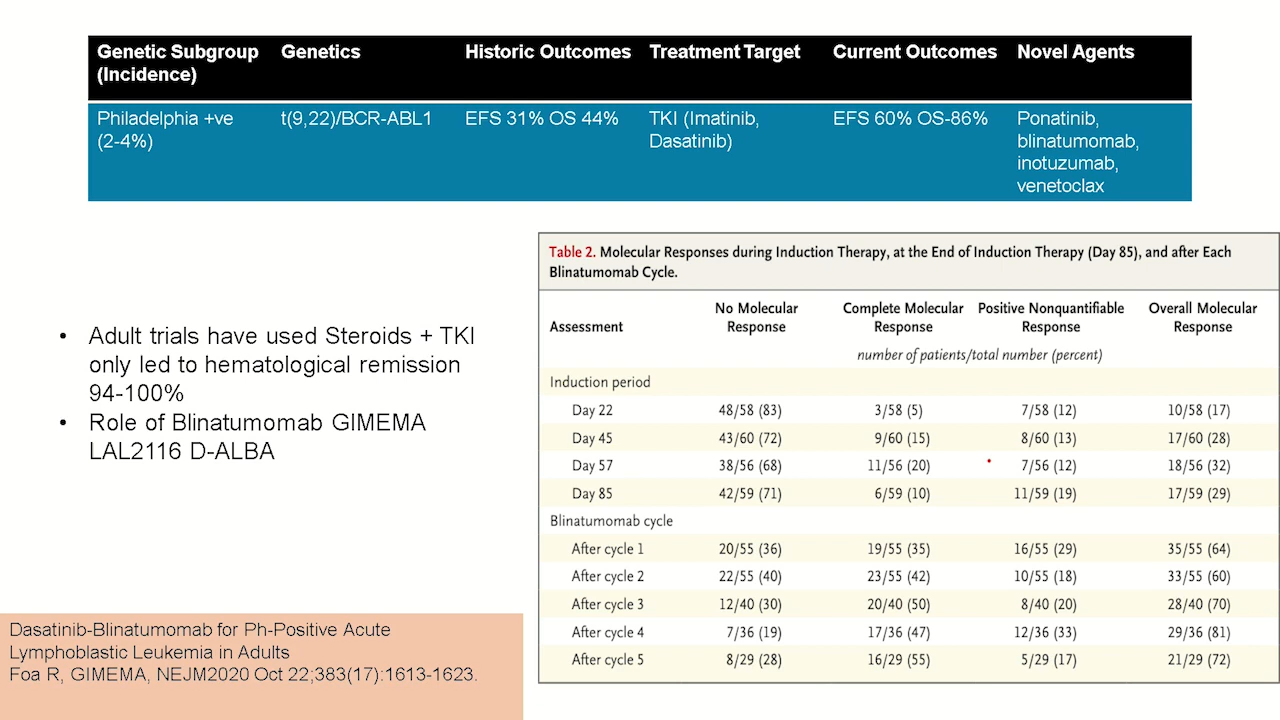 Genetic Subgroup (Incidence) Genetics Historic Outcomes Treatment Target Current Outcomes Novel Agents
Philadelphia +ve (2-4%) t(9,22)/BCR-ABL1 EFS 31% OS 44% TKI (Imatinib, Dasatinib) EFS 60% OS-86% Ponatinib, blinatumomab, inotuzumab, venetoclax
• Adult trials have used Steroids + TKI
only led to hematological remission
94-100%
• Role of Blinatumomab GIMEMA
LAL2116 D-ALBA
Dasatinib-Blinatumomab for Ph-Positive Acute
Lymphoblastic Leukemia in Adults
Foa R, GIMEMA, NEJM2020 Oct 22;383(17):1613-1623.
Table 2. Molecular Responses during Induction Therapy, at the End of Induction Therapy (Day 85), and after Each
Blinatumomab Cycle.
Assessment No Molecular Response Complete Molecular Response Positive Nonquantifiable Response Overall Molecular Response
number of patients/total number (percent)
Induction period
Day 22 48/58 (83) 3/58 (5) 7/58 (12) 10/58 (17)
Day 45 43/60 (72) 9/60 (15) 8/60 (13) 17/60 (28)
Day 57 38/56 (68) 11/56 (20) 7/56 (12) 18/56 (32)
Day 85 42/59 (71) 6/59 (10) 11/59 (19) 17/59 (29)
Blinatumomab cycle
After cycle 1 20/55 (36) 19/55 (35) 16/55 (29) 35/55 (64)
After cycle 2 22/55 (40) 23/55 (42) 10/55 (18) 33/55 (60)
After cycle 3 12/40 (30) 20/40 (50) 8/40 (20) 28/40 (70)
After cycle 4 7/36 (19) 17/36 (47) 12/36 (33) 29/36 (81)
After cycle 5 8/29 (28) 16/29 (55) 5/29 (17) 21/29 (72)